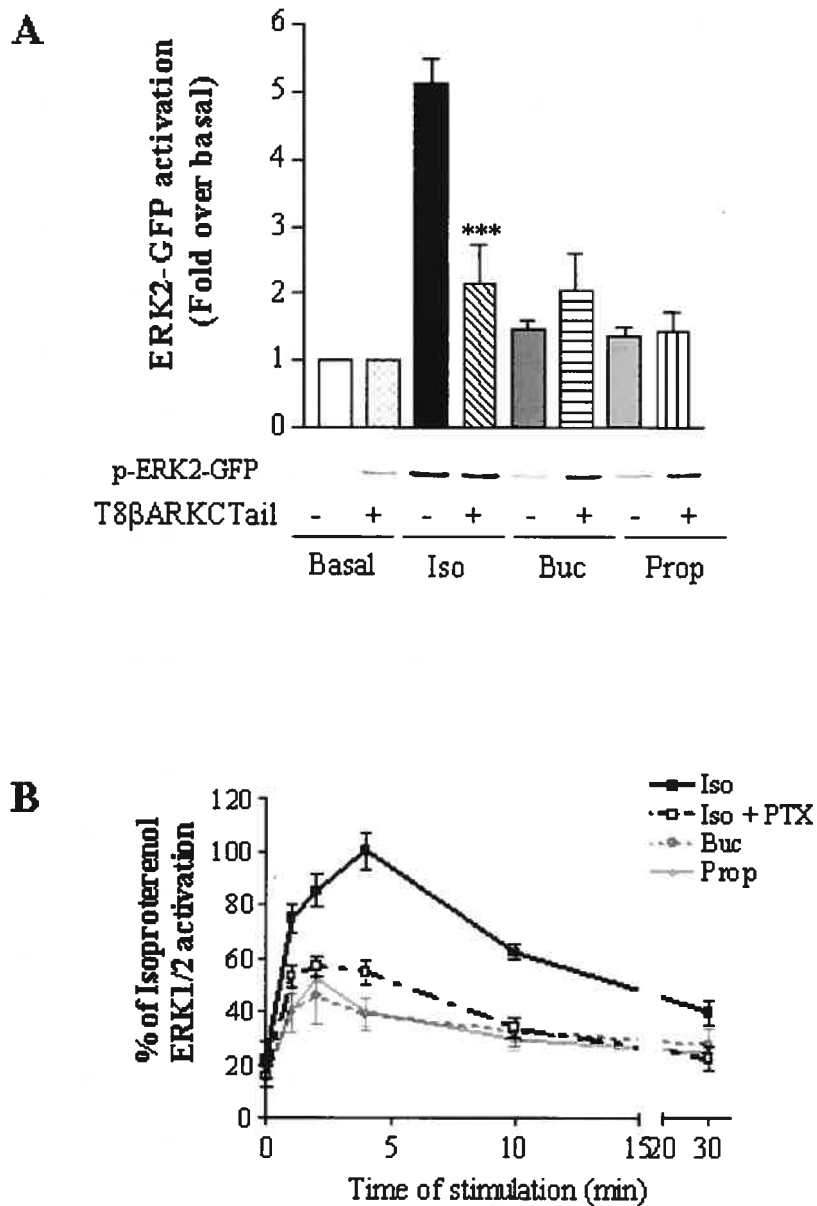 A
ERK2-GFP activation
(Fold over basal)
6
5
4
3
2
1
0
***
p-ERK2-GFP
T8βARKCTail - + - + - + - +
Basal Iso Buc Prop
B
% of Isoproterenol
ERK1/2 activation
120
100
80
60
40
20
0
Iso
Iso + PTX
Buc
Prop
0 5 10 15 20 30
Time of stimulation (min)